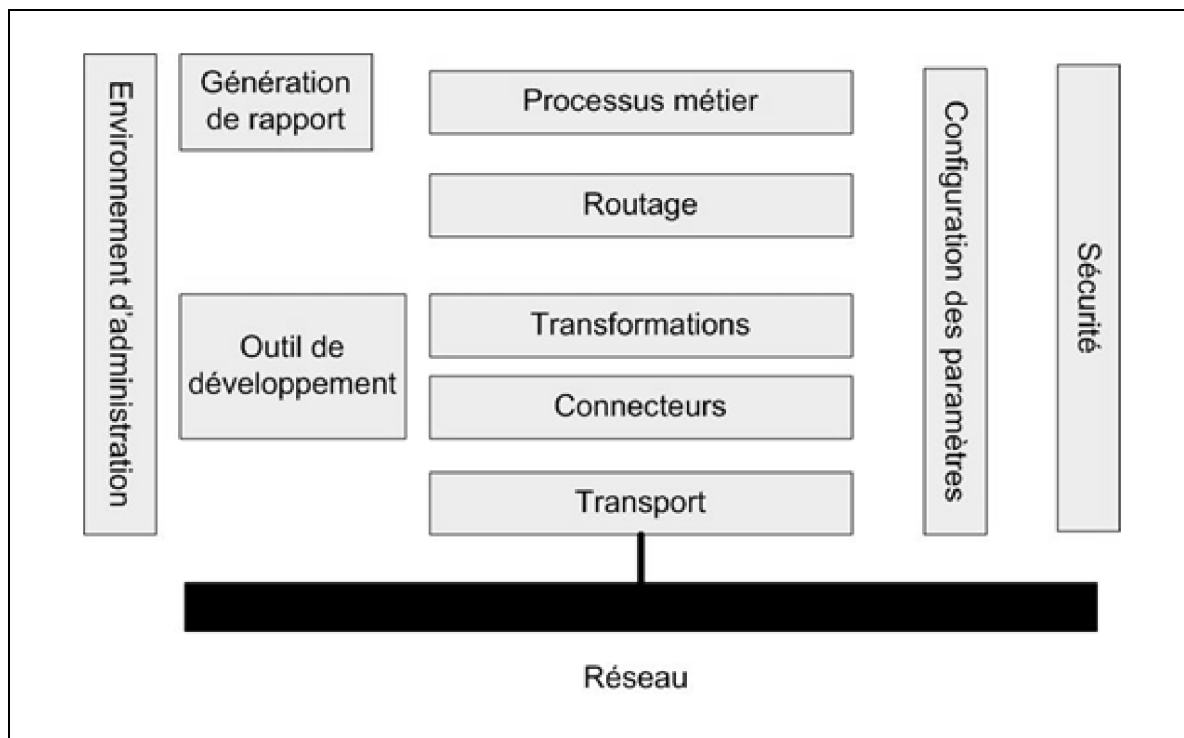 Environnement d'administration
Génération
de rapport
Processus métier
Routage
Outil de
développement
Transformations
Connecteurs
Transport
Configuration des paramètres
Sécurité
Réseau